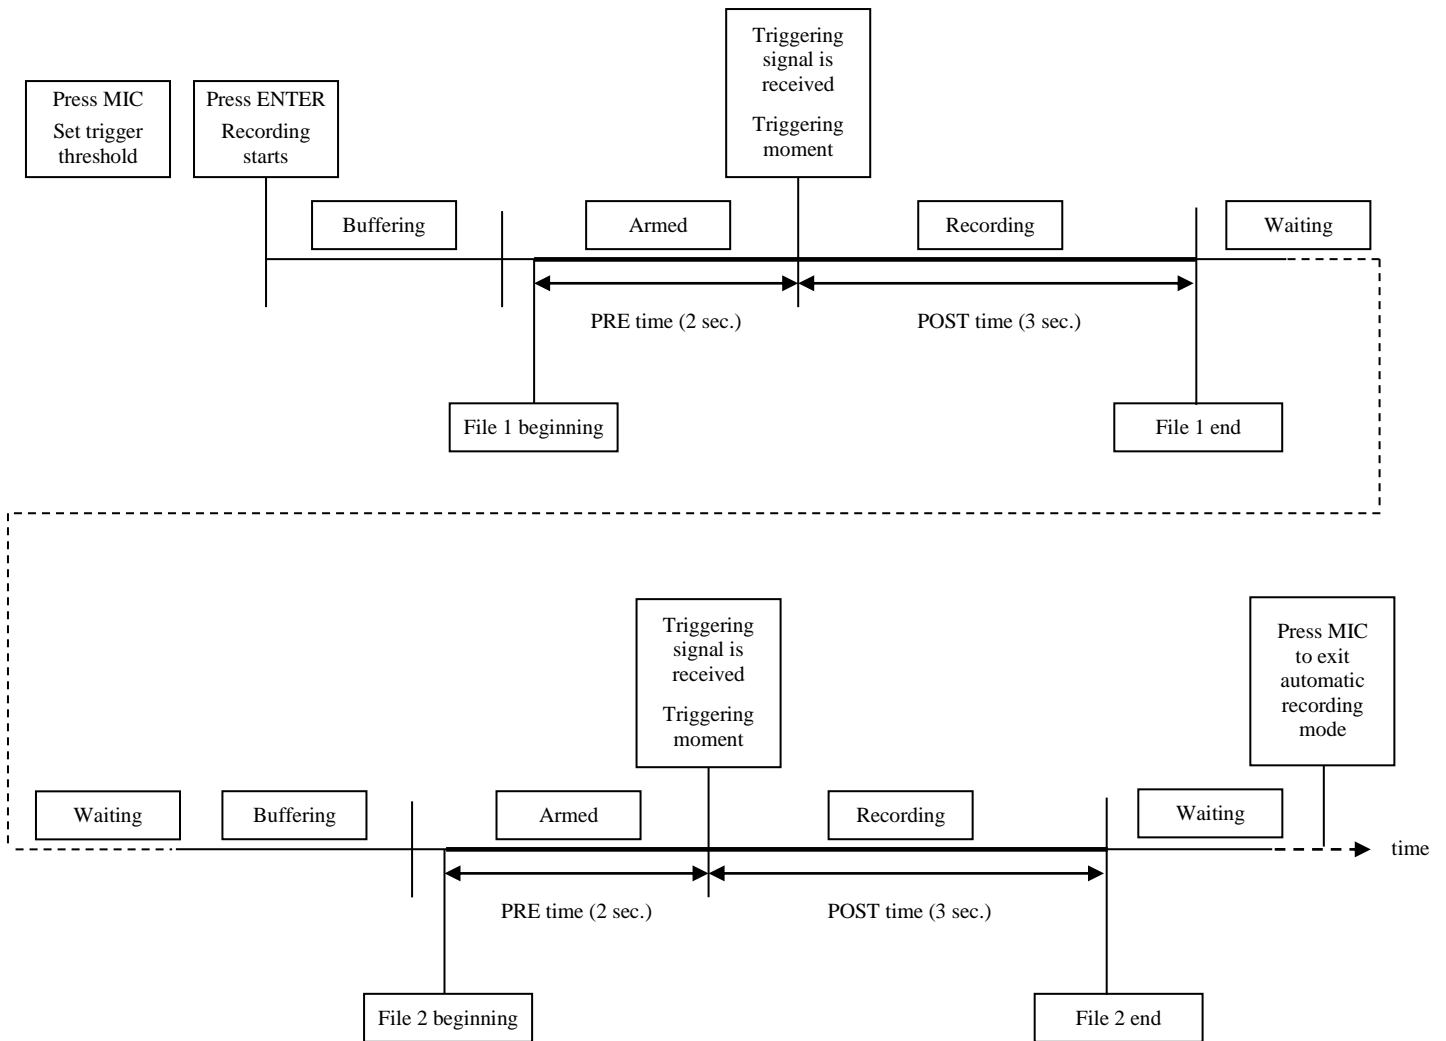 Press MIC
Set trigger
threshold
Press ENTER
Recording
starts
Triggering
signal is
received
Triggering
moment
Buffering
Armed
Recording
Waiting
PRE time (2 sec.)
POST time (3 sec.)
File 1 beginning
File 1 end
Triggering
signal is
received
Triggering
moment
Press MIC
to exit
automatic
recording
mode
Waiting
Buffering
Armed
Recording
Waiting
time
PRE time (2 sec.)
POST time (3 sec.)
File 2 beginning
File 2 end